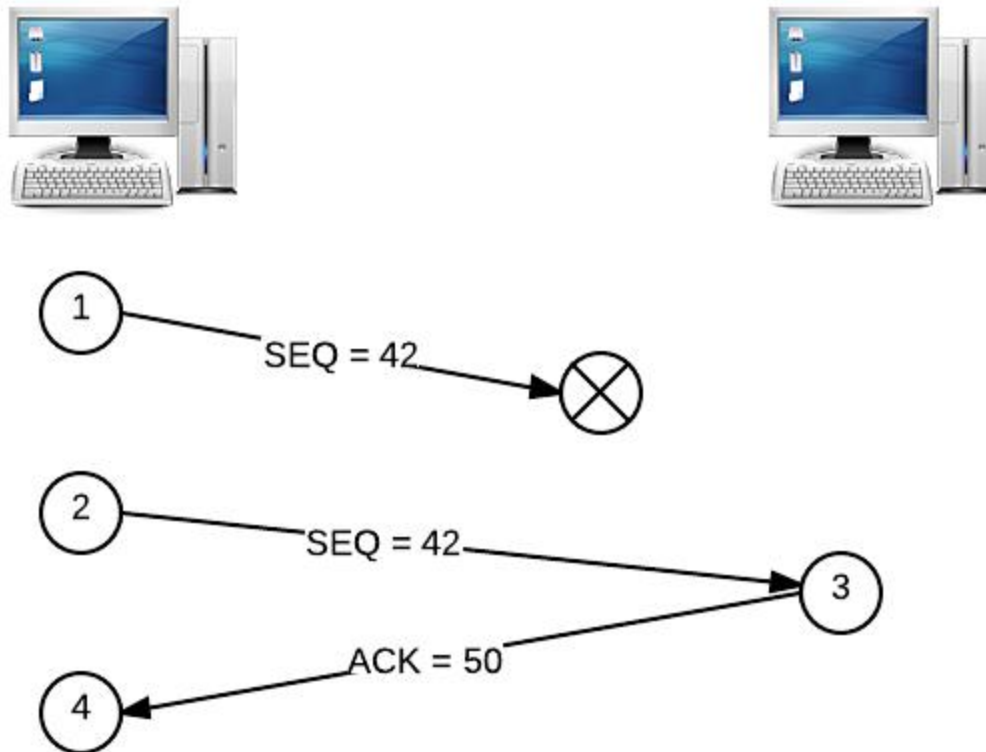 1
SEQ = 42
2
SEQ = 42
3
ACK = 50
4